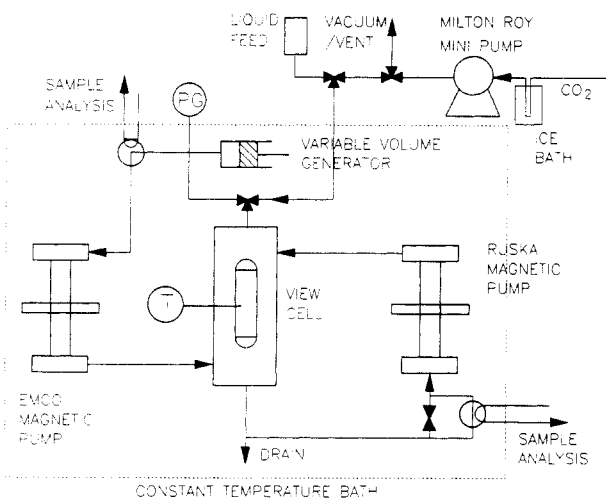 LIQUID
FEED
VACUUM
/VENT
MILTON ROY
MINI PUMP
CO2
ICE
BATH
SAMPLE
ANALYSIS
PG
VARIABLE VOLUME
GENERATOR
RUSKA
MAGNETIC
PUMP
VIEW
CELL
T
EMCO
MAGNETIC
PUMP
DRAIN
SAMPLE
ANALYSIS
CONSTANT TEMPERATURE BATH